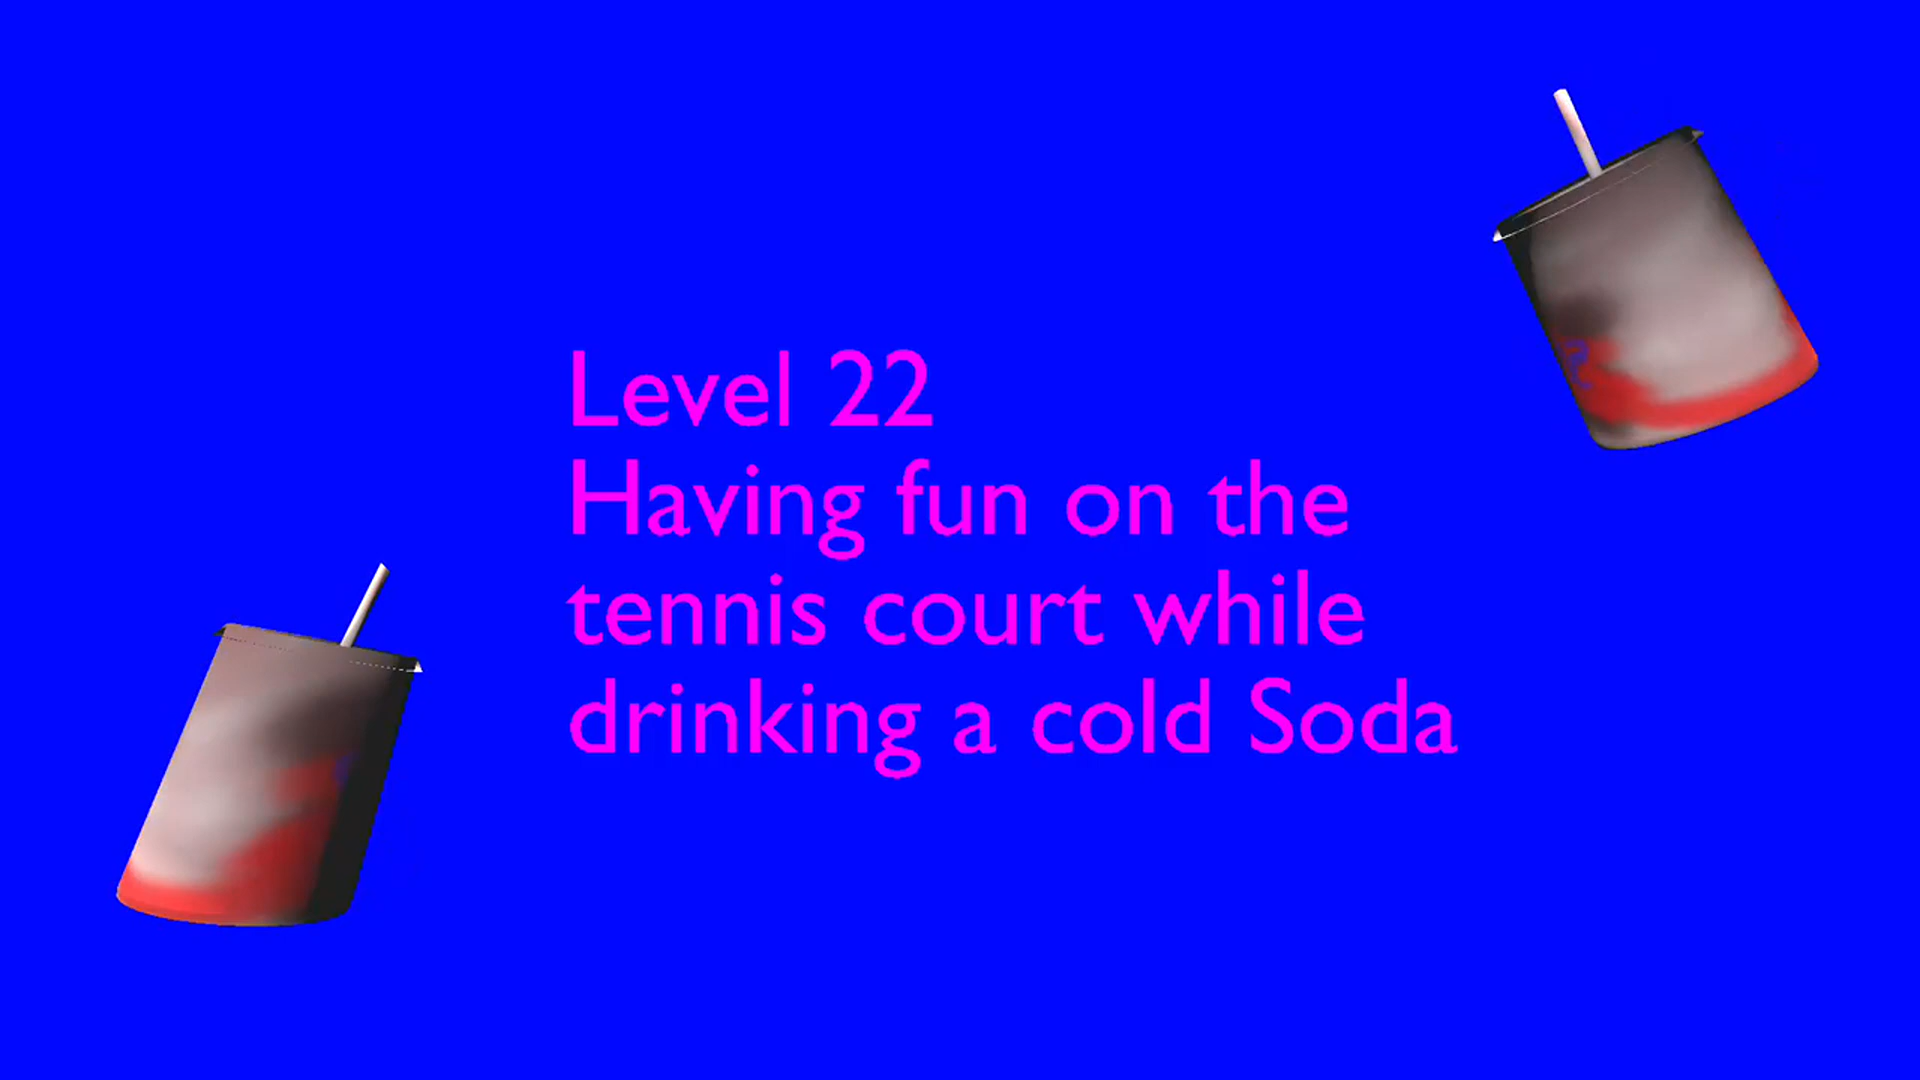 Level 22
Having fun on the
tennis court while
drinking a cold Soda